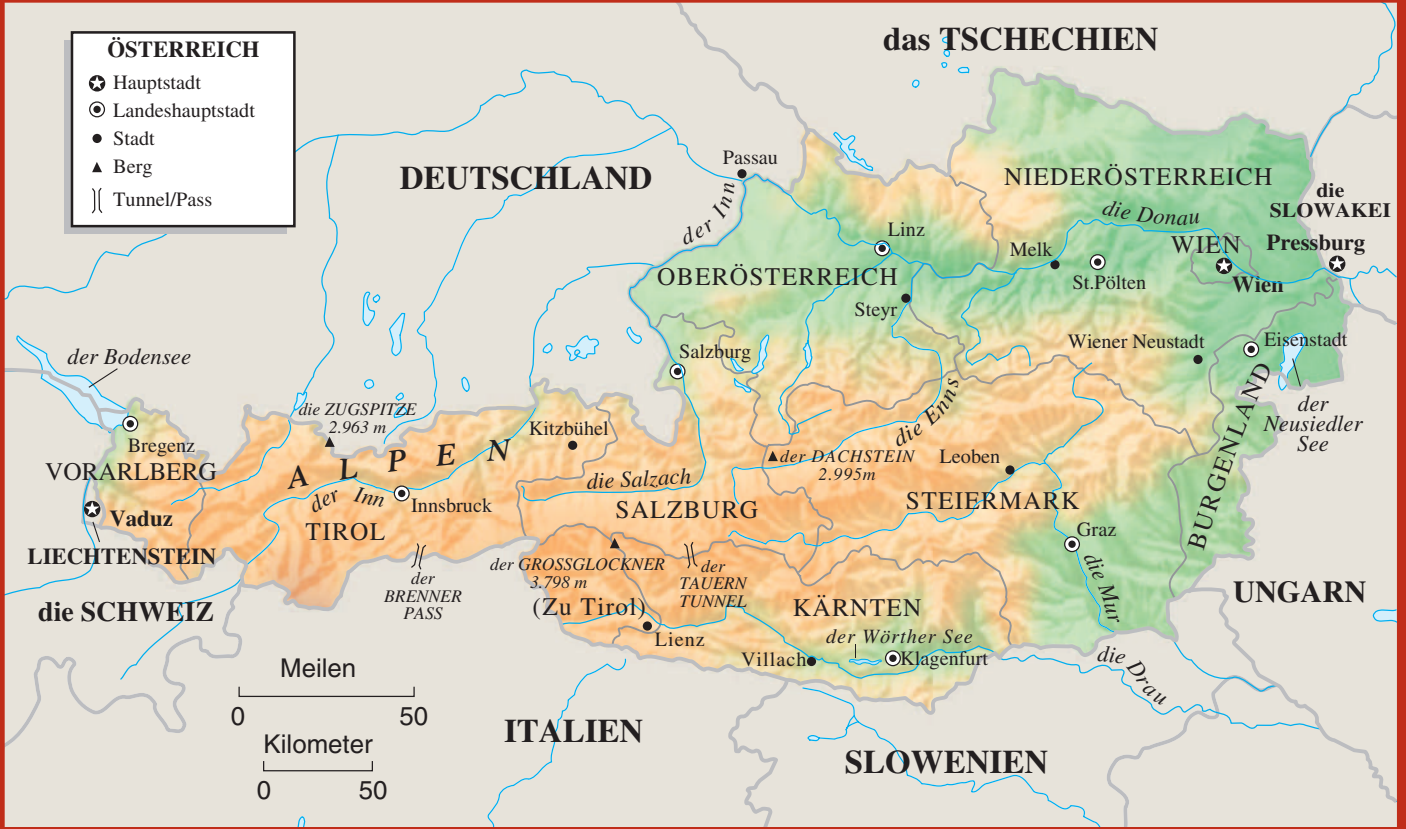 ÖSTERREICH
Hauptstadt
Landeshauptstadt
Stadt
Berg
Tunnel/Pass
das TSCHECHIEN
DEUTSCHLAND
Passau
der Inn
NIEDERÖSTERREICH
die
SLOWAKEI
die Donau
Linz
WIEN
Pressburg
Melk
OBERÖSTERREICH
St.Pölten
Wien
Steyr
Wiener Neustadt
Eisenstadt
Salzburg
der Bodensee
die ZUGSPITZE
2.963 m
die Enns
BURGENLAND
der
Neusiedler
See
Bregenz
Kitzbühel
ALPEN
der DACHSTEIN
2.995m
Leoben
VORARLBERG
die Salzach
der Inn
Innsbruck
SALZBURG
STEIERMARK
Vaduz
TIROL
Graz
LIECHTENSTEIN
der GROSSGLOCKNER
3.798 m
der
TAUERN
TUNNEL
der
BRENNER
PASS
die Mur
UNGARN
die SCHWEIZ
(Zu Tirol)
KÄRNTEN
Lienz
der Wörther See
Villach
Klagenfurt
die Drau
Meilen
0 50
Kilometer
0 50
ITALIEN
SLOWENIEN